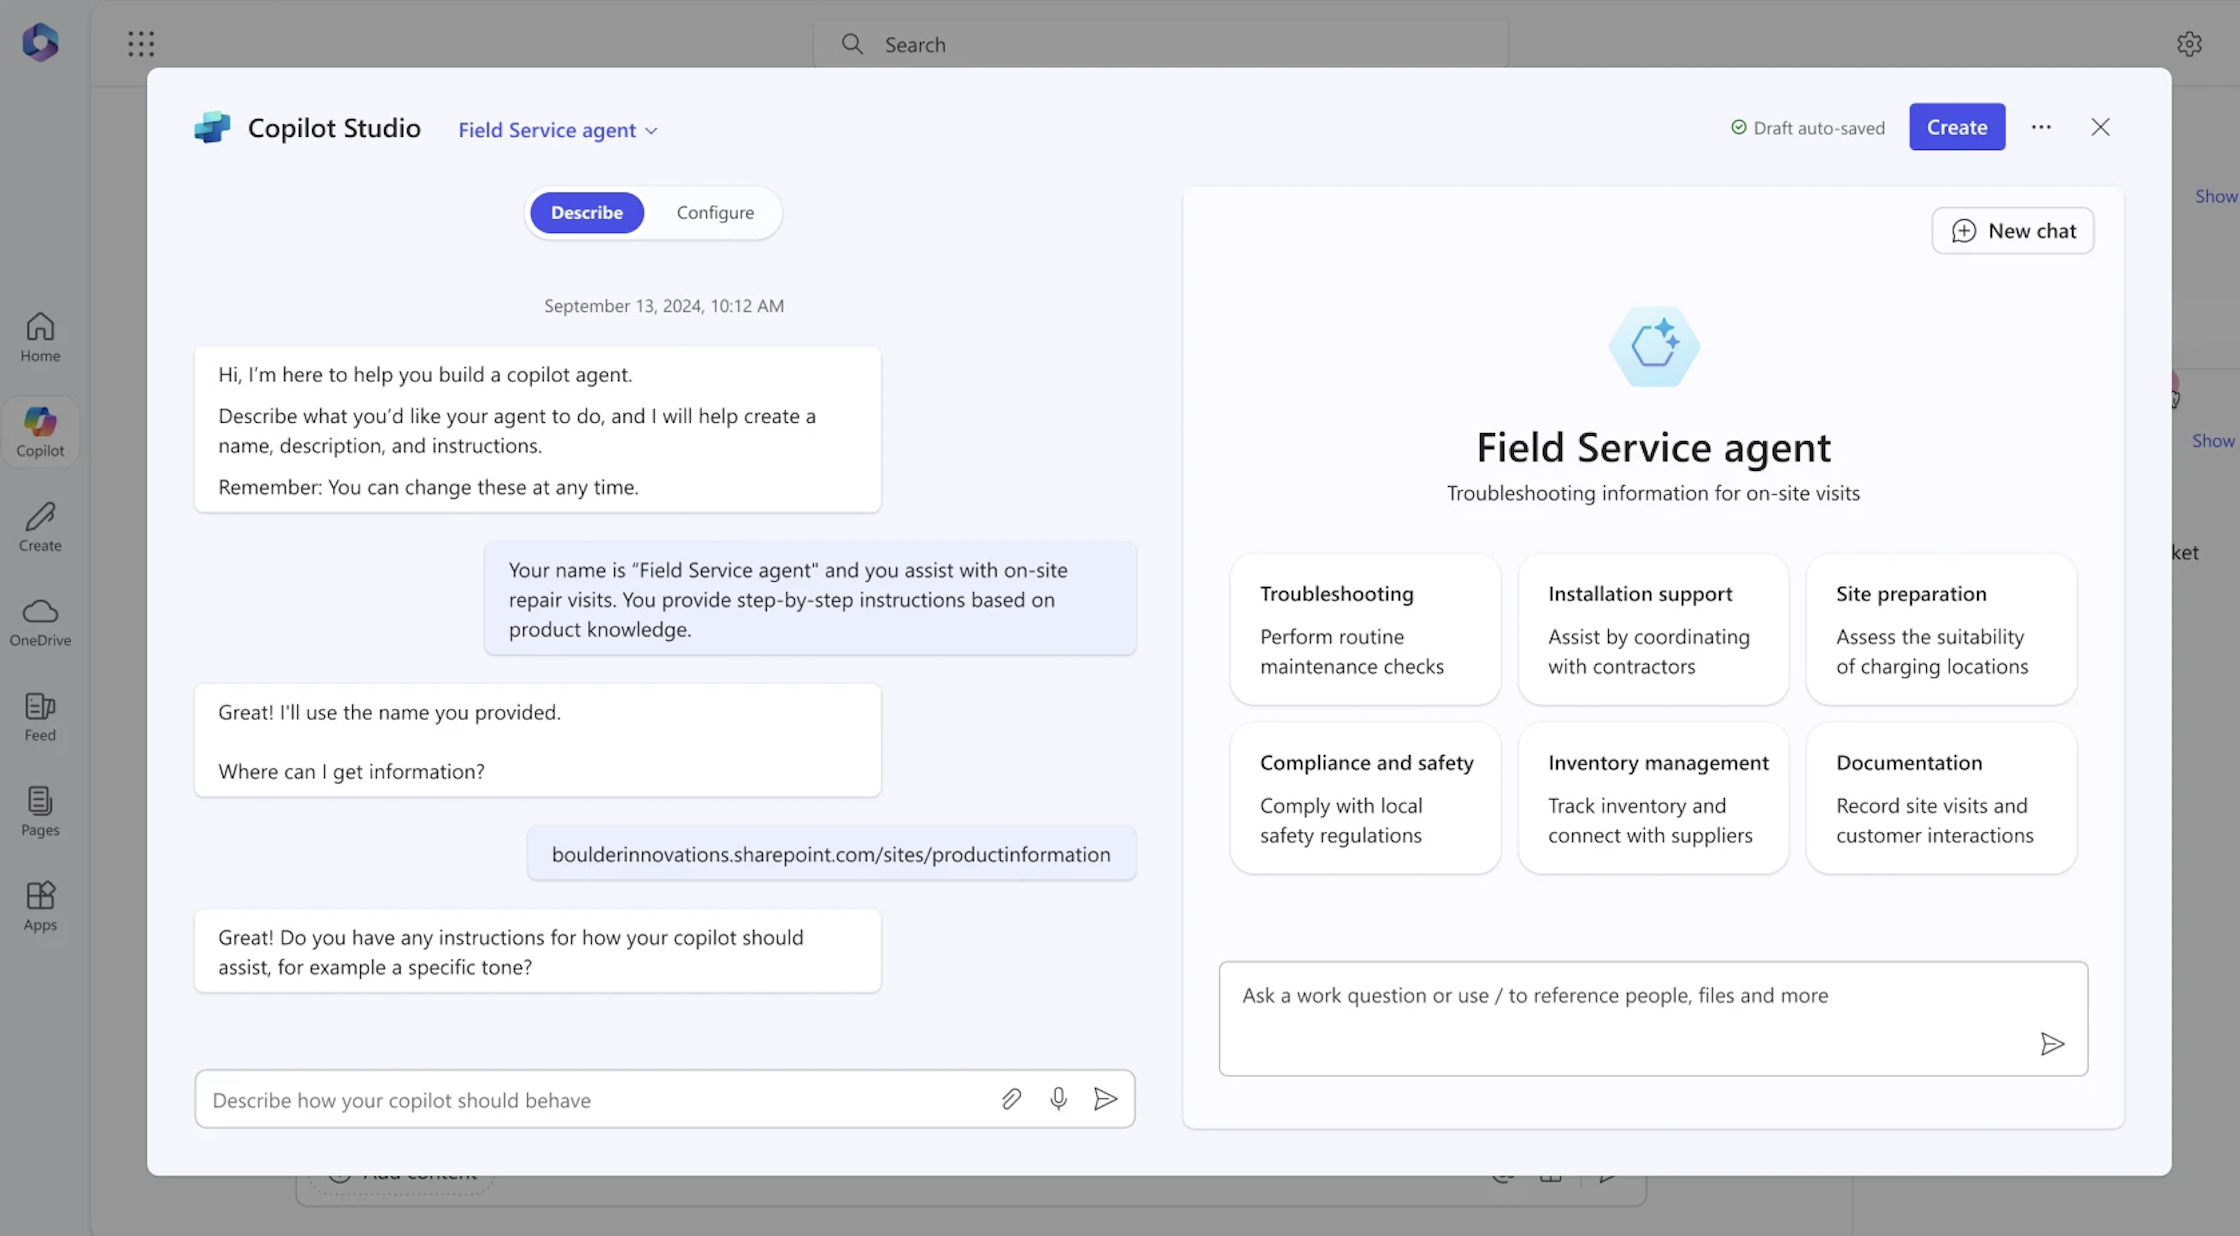 Search
Copilot Studio
Field Service agent
Draft auto-saved
Create
Show
Describe
Configure
New chat
September 13, 2024, 10:12 AM
Home
Copilot
Create
OneDrive
Feed
Pages
Apps
Hi, I’m here to help you build a copilot agent.
Describe what you’d like your agent to do, and I will help create a
name, description, and instructions.
Remember: You can change these at any time.
Your name is “Field Service agent" and you assist with on-site
repair visits. You provide step-by-step instructions based on
product knowledge.
Great! I'll use the name you provided.
Where can I get information?
boulderinnovations.sharepoint.com/sites/productinformation
Great! Do you have any instructions for how your copilot should
assist, for example a specific tone?
Describe how your copilot should behave
Field Service agent
Troubleshooting information for on-site visits
Troubleshooting
Perform routine
maintenance checks
Installation support
Assist by coordinating
with contractors
Site preparation
Assess the suitability
of charging locations
Compliance and safety
Comply with local
safety regulations
Inventory management
Track inventory and
connect with suppliers
Documentation
Record site visits and
customer interactions
Ask a work question or use / to reference people, files and more
Show
ket
Add content